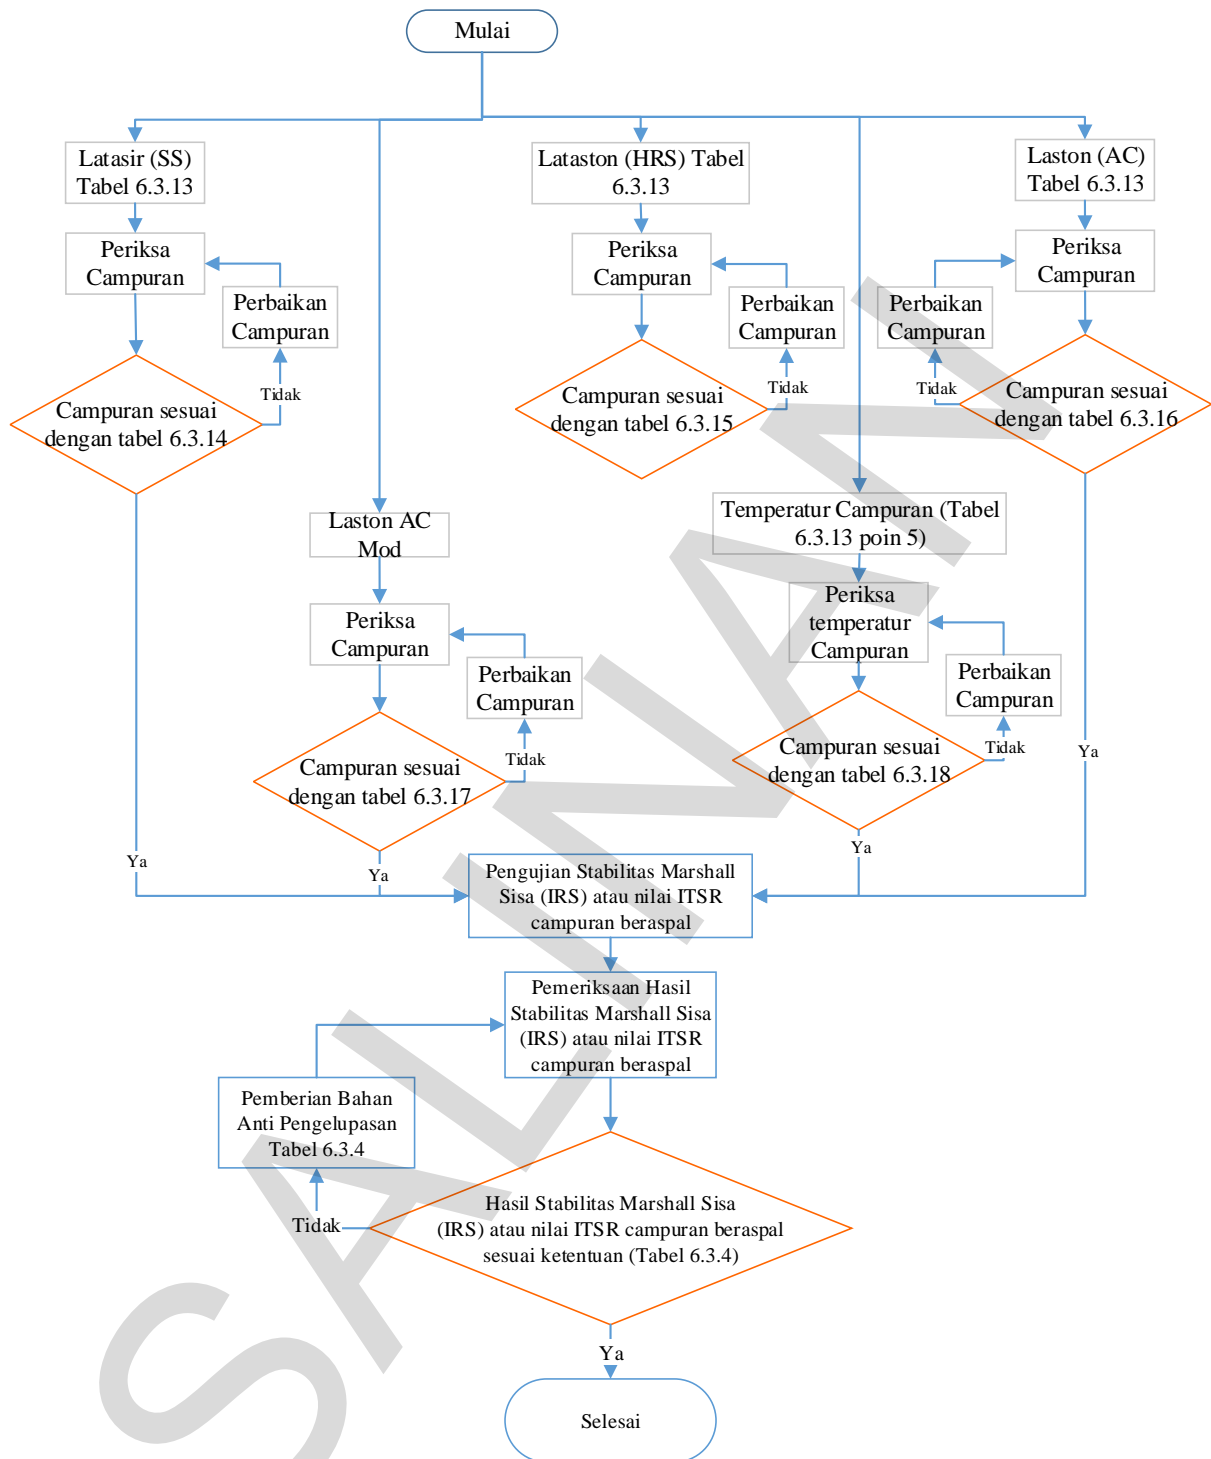 Mulai
Latasir (SS)
Tabel 6.3.13
Periksa
Campuran
Perbaikan
Campuran
Tidak
Campuran sesuai
dengan tabel 6.3.14
Ya
Laston AC
Mod
Periksa
Campuran
Perbaikan
Campuran
Tidak
Campuran sesuai
dengan tabel 6.3.17
Ya
Lataston (HRS) Tabel
6.3.13
Periksa
Campuran
Perbaikan
Campuran
Tidak
Campuran sesuai
dengan tabel 6.3.15
Temperatur Campuran (Tabel
6.3.13 poin 5)
Periksa
temperatur
Campuran
Perbaikan
Campuran
Tidak
Campuran sesuai
dengan tabel 6.3.18
Ya
Laston (AC)
Tabel 6.3.13
Periksa
Campuran
Perbaikan
Campuran
Tidak
Campuran sesuai
dengan tabel 6.3.16
Ya
Pengujian Stabilitas Marshall
Sisa (IRS) atau nilai ITSR
campuran beraspal
Pemeriksaan Hasil
Stabilitas Marshall Sisa
(IRS) atau nilai ITSR
campuran beraspal
Pemberian Bahan
Anti Pengelupasan
Tabel 6.3.4
Tidak
Hasil Stabilitas Marshall Sisa
(IRS) atau nilai ITSR campuran beraspal
sesuai ketentuan (Tabel 6.3.4)
Ya
Selesai
SALINAN